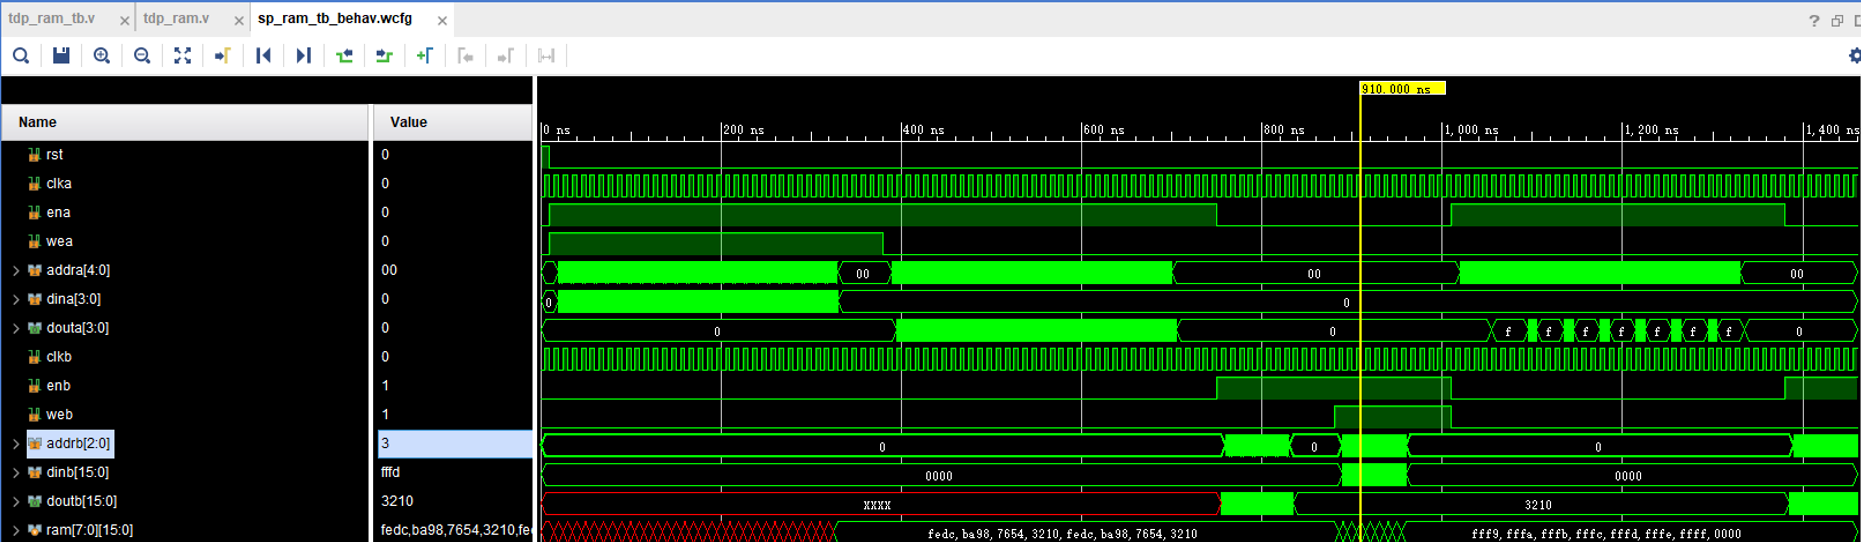 tdp_ram_tb.v × tdp_ram.v × sp_ram_tb_behav.wcfg ×
?
910.000 ns
Name Value
0 ns 200 ns 400 ns 600 ns 800 ns 1,000 ns 1,200 ns 1,400 ns
rst 0
clka 0
ena 0
wea 0
addra[4:0] 00 00 00 00
dina[3:0] 0 0 0
douta[3:0] 0 0 0 f f f f f f f 0
clkb 0
enb 1
web 1
addrb[2:0] 3 0 0 0
dinb[15:0] fffd 0000 0000
doutb[15:0] 3210 XXXX 3210
ram[7:0][15:0] fedc,ba98,7654,3210,fe fedc, ba98, 7654, 3210, fedc, ba98, 7654, 3210 fff9, fffa, fffb, fffc, fffd, fffe, ffff, 0000